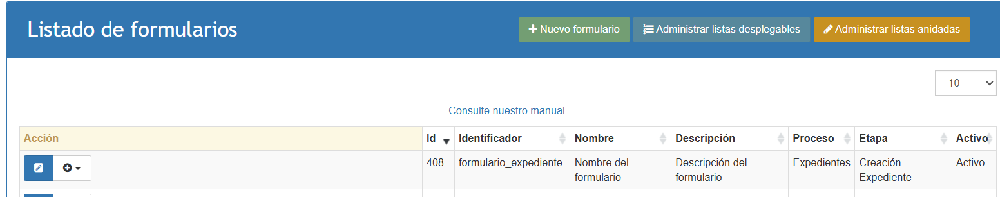 Listado de formularios
Nuevo formulario
Administrar listas desplegables
Administrar listas anidadas
10
Consulte nuestro manual.
Acción Id Identificador Nombre Descripción Proceso Etapa Activo
408 formulario_expediente Nombre del Descripción del Expedientes Creación Activo
formulario formulario Expediente